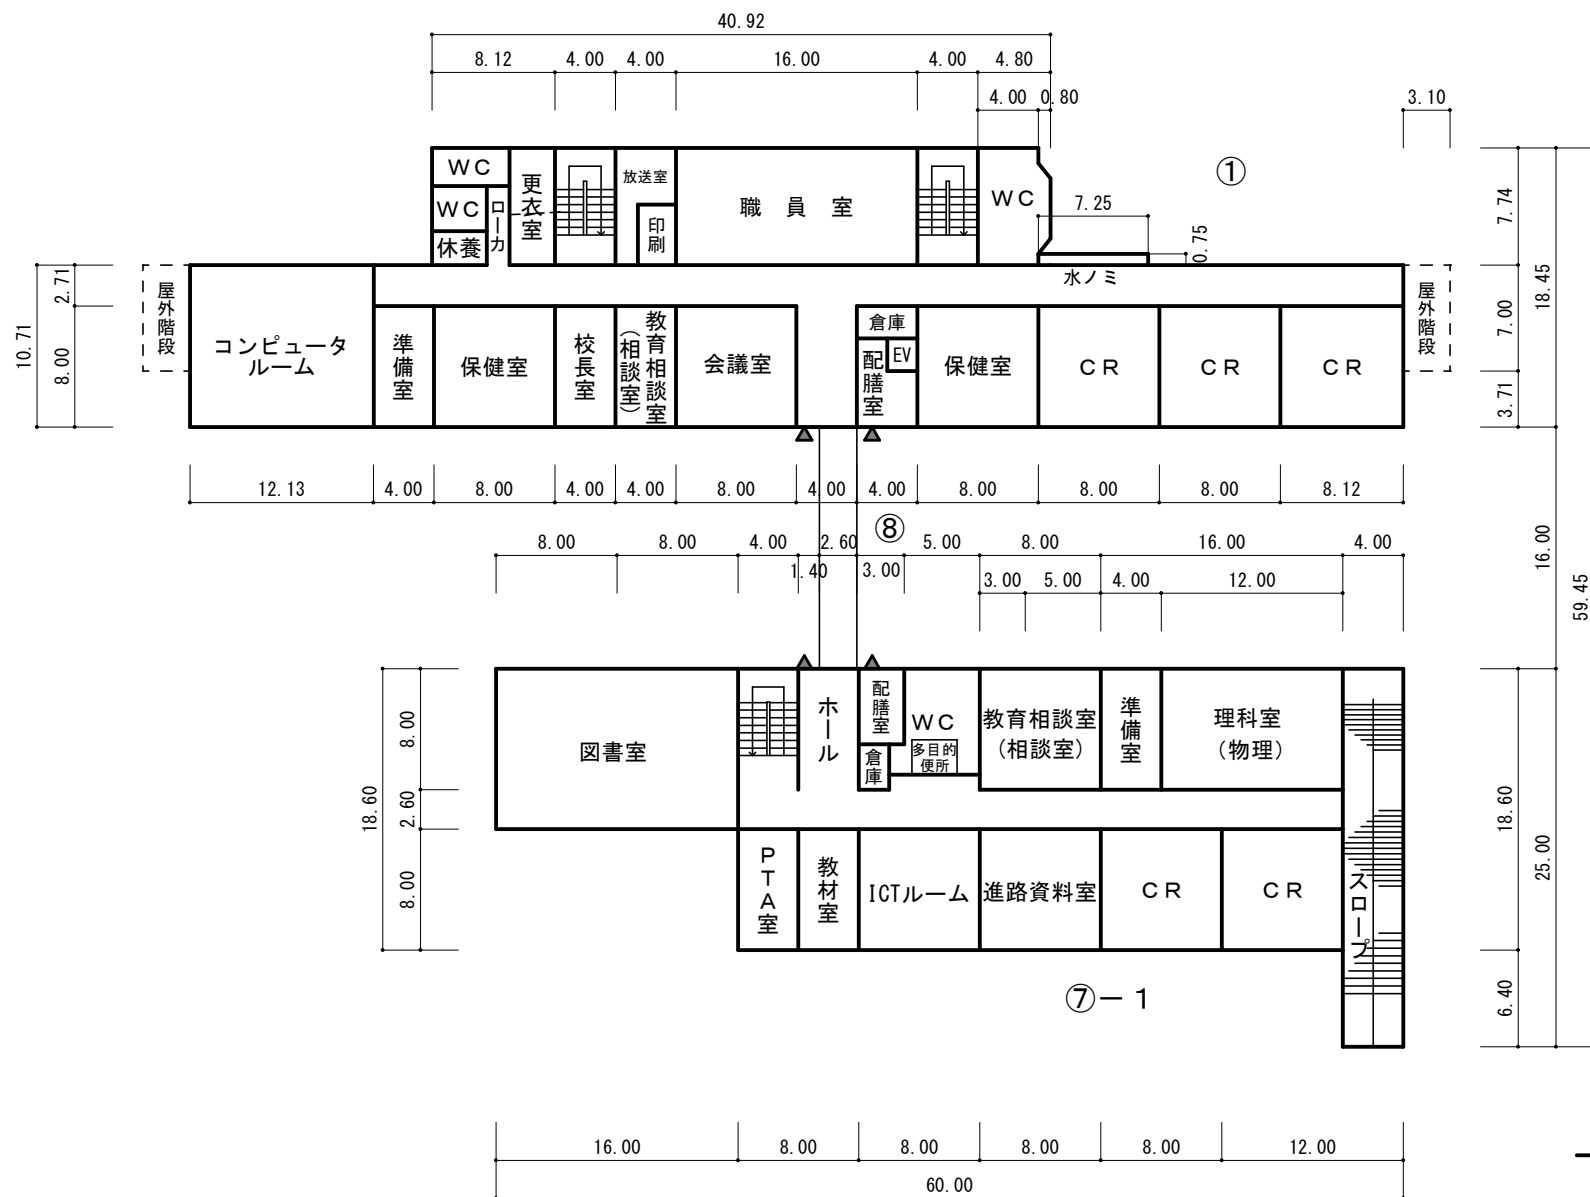 40.92
8.12 4.00 4.00 16.00 4.00 4.80
4.00 0.80 3.10
WC
WC
休養
ローカ
更衣室
放送室
印刷
職員室
WC
①
7.25
0.75
水ノミ
7.74
18.45
7.00
3.71
10.71
2.71
8.00
屋外階段
コンピュータ
ルーム
準備室
保健室
校長室
教育相談室
(相談室)
会議室
倉庫
EV
配膳室
保健室
CR
CR
CR
屋外階段
12.13 4.00 8.00 4.00 4.00 8.00 4.00 4.00 8.00 8.00 8.00 8.12
⑧
8.00 8.00 4.00 2.60 5.00 8.00 16.00 4.00
1.40 3.00 3.00 5.00 4.00 12.00
16.00
59.45
18.60
8.00
2.60
8.00
図書室
ホール
配膳室
倉庫
WC
多目的
便所
教育相談室
(相談室)
準備室
理科室
(物理)
PTA室
教材室
ICTルーム
進路資料室
CR
CR
スロープ
18.60
25.00
6.40
⑦-1
16.00 8.00 8.00 8.00 8.00 12.00
60.00